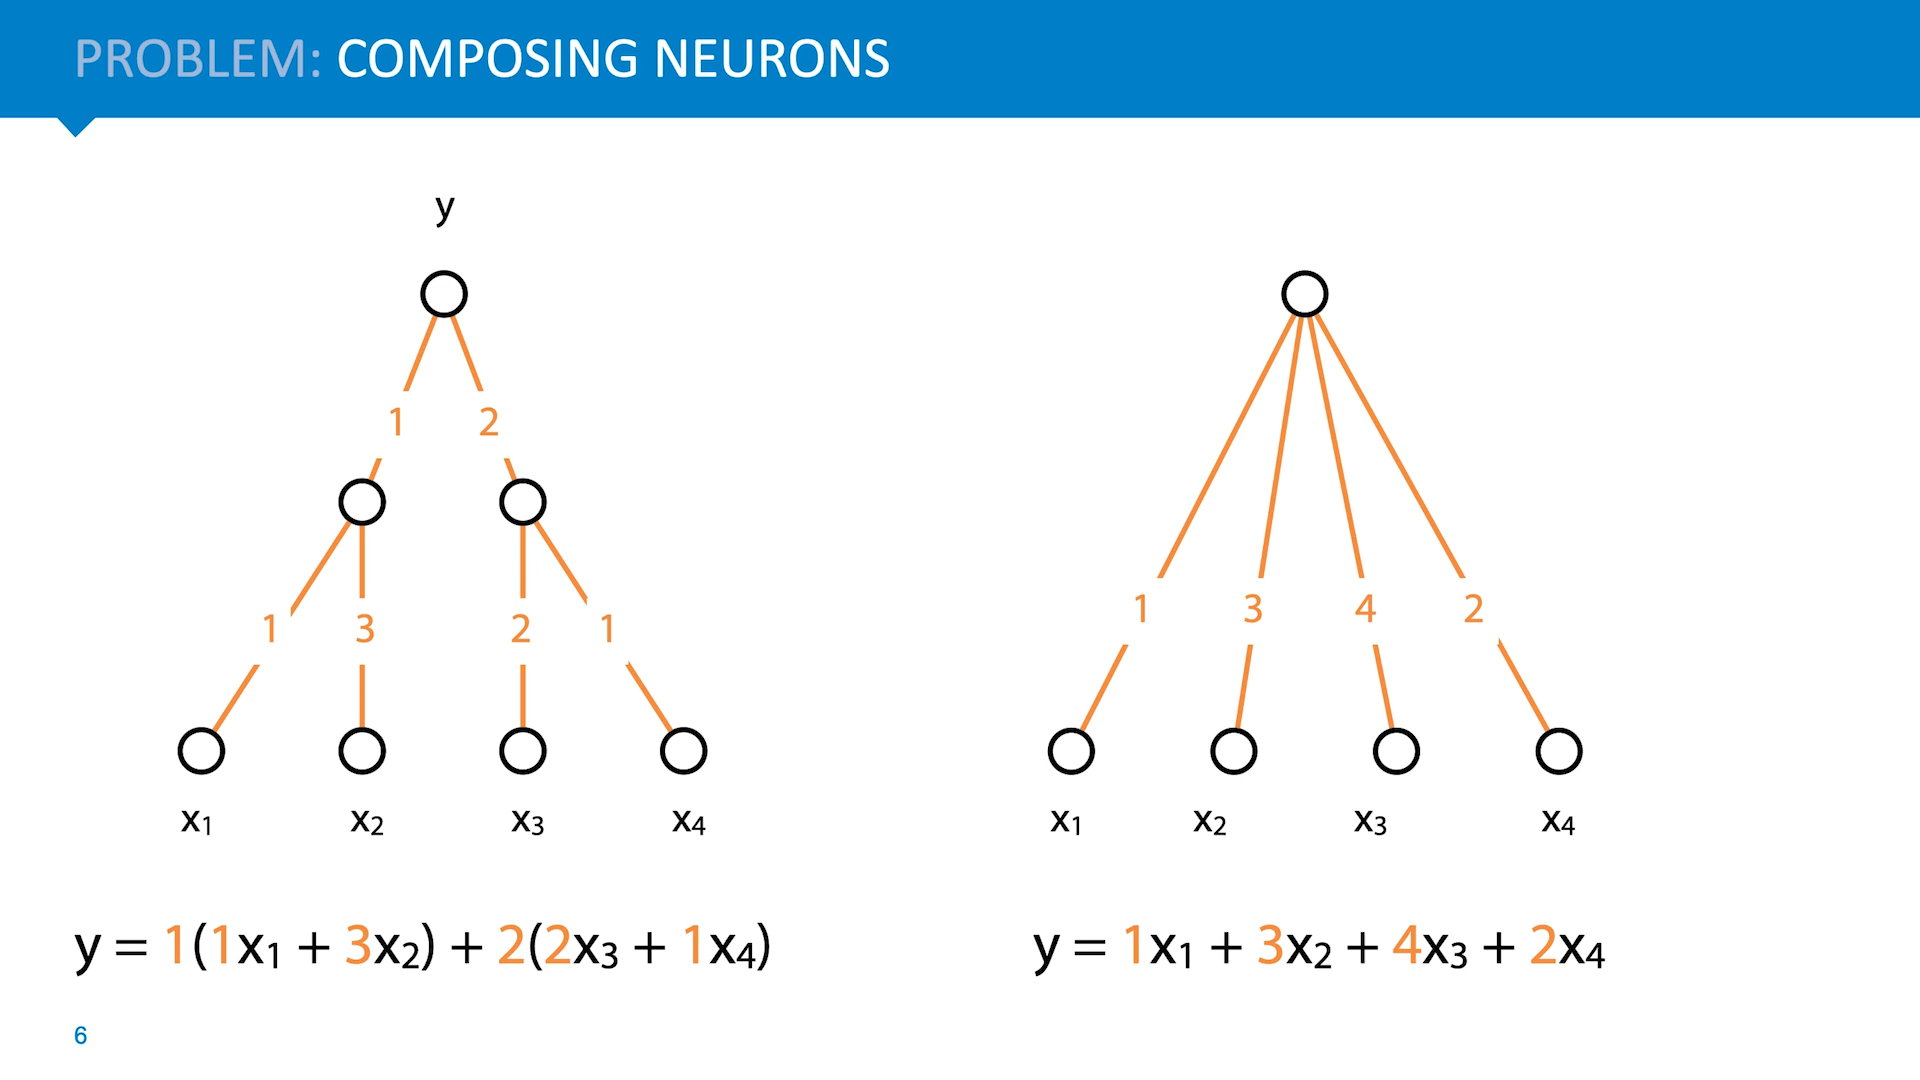 PROBLEM: COMPOSING NEURONS
y
1 2
1 3 2 1
x₁ x₂ x₃ x₄
y = 1(1x₁ + 3x₂) + 2(2x₃ + 1x₄)
1 3 4 2
x₁ x₂ x₃ x₄
y = 1x₁ + 3x₂ + 4x₃ + 2x₄
6